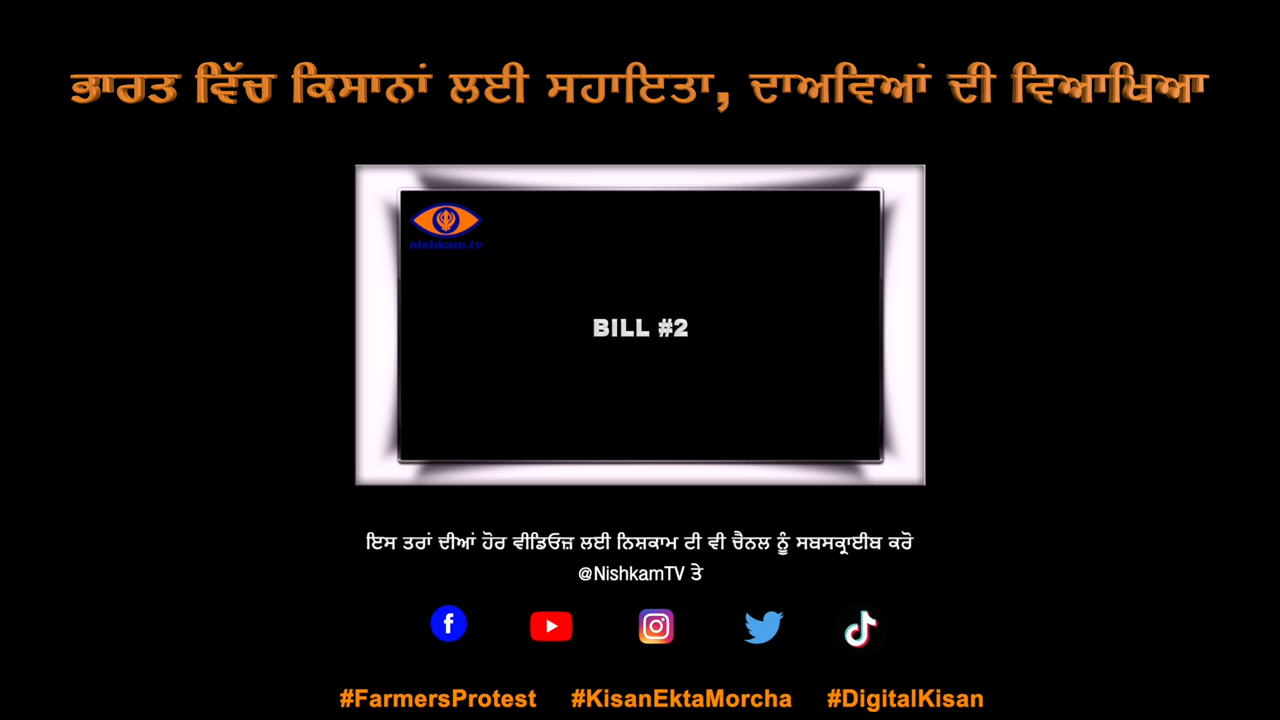 ਭਾਰਤ ਵਿੱਚ ਕਿਸਾਨਾਂ ਲਈ ਸਹਾਇਤਾ, ਦਾਅਵਿਆਂ ਦੀ ਵਿਆਖਿਆ
nishkam.tv
BILL #2
ਇਸ ਤਰਾਂ ਦੀਆਂ ਹੋਰ ਵੀਡਿਓਜ਼ ਲਈ ਨਿਸ਼ਕਾਮ ਟੀ ਵੀ ਚੈਨਲ ਨੂੰ ਸਬਸਕ੍ਰਾਈਬ ਕਰੋ
@NishkamTV ਤੇ
#FarmersProtest #KisanEktaMorcha #DigitalKisan